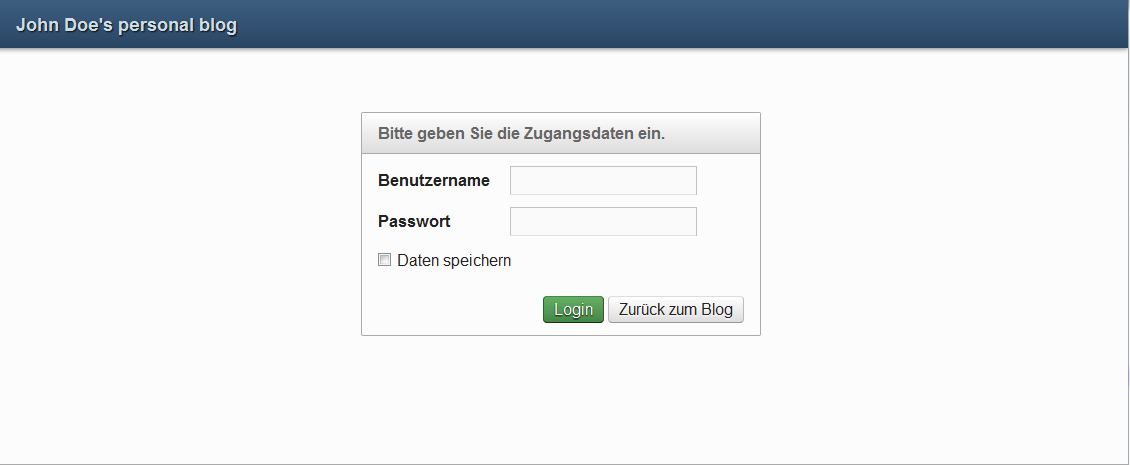 John Doe's personal blog
Bitte geben Sie die Zugangsdaten ein.
Benutzername
Passwort
Daten speichern
Login Zurück zum Blog